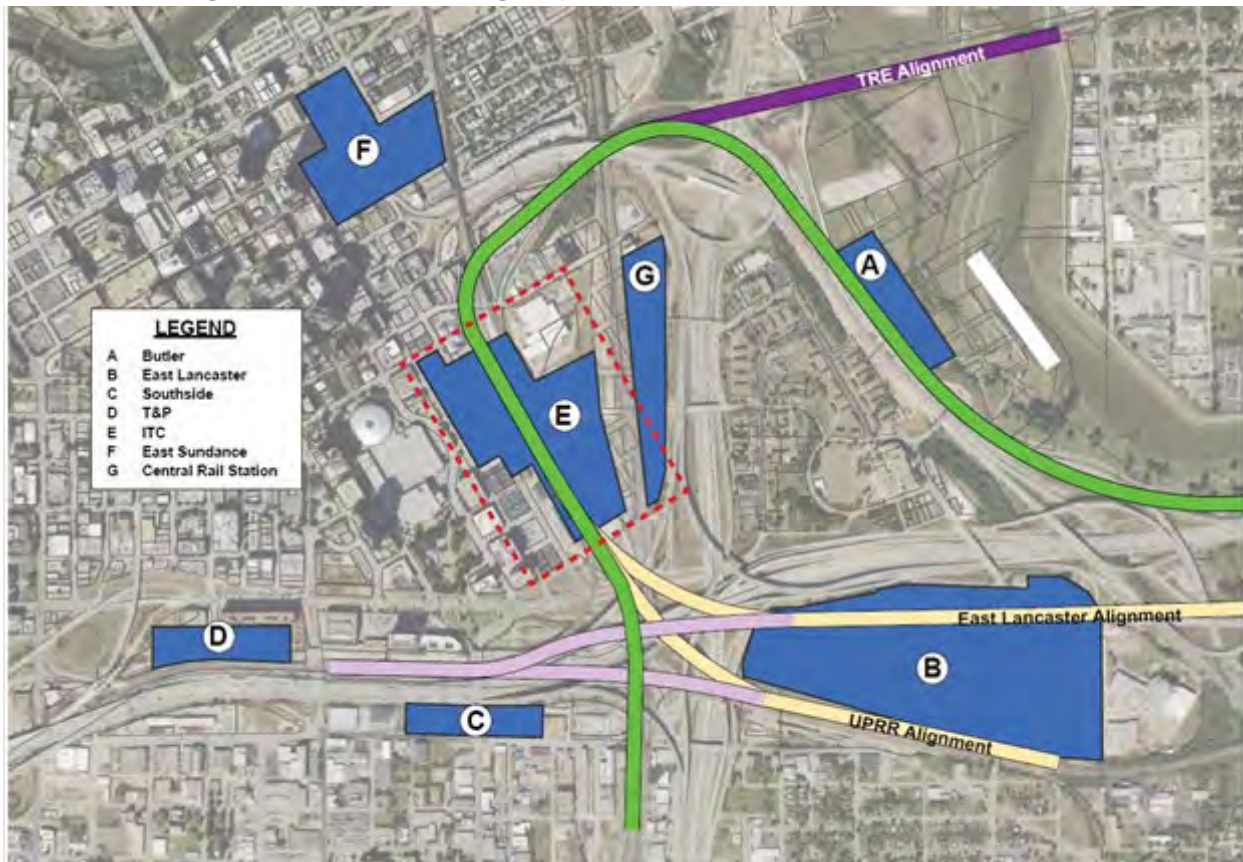 TRE Alignment
F
A
G
LEGEND
A Butler
B East Lancaster
C Southside
D T&P
E ITC
F East Sundance
G Central Rail Station
E
East Lancaster Alignment
D
B
C
UPRR Alignment